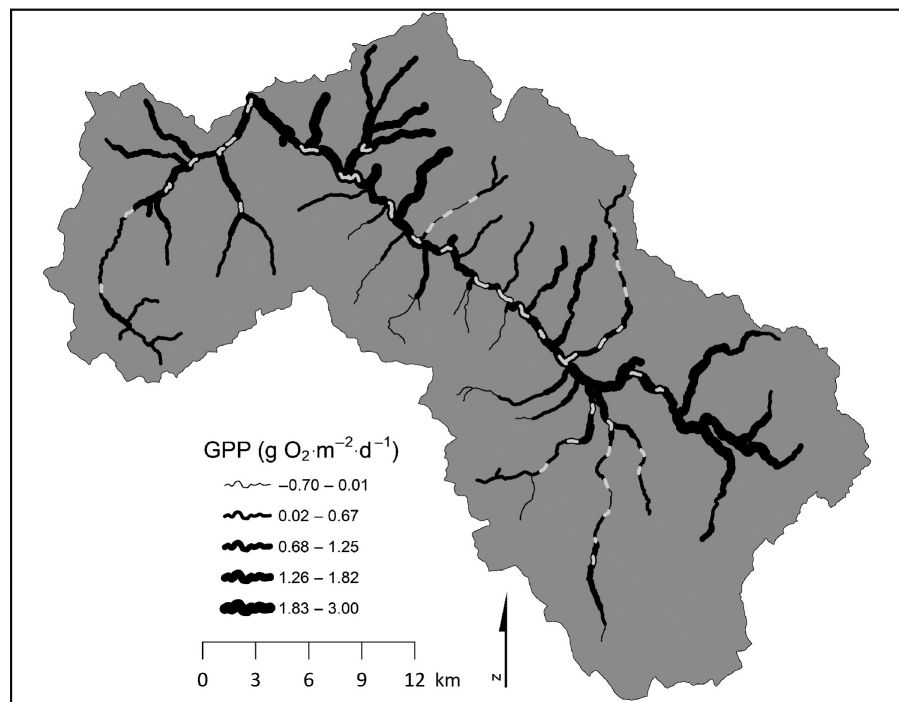 GPP (g O₂·m⁻²·d⁻¹)
−0.70 – 0.01
0.02 – 0.67
0.68 – 1.25
1.26 – 1.82
1.83 – 3.00
0 3 6 9 12 km
N